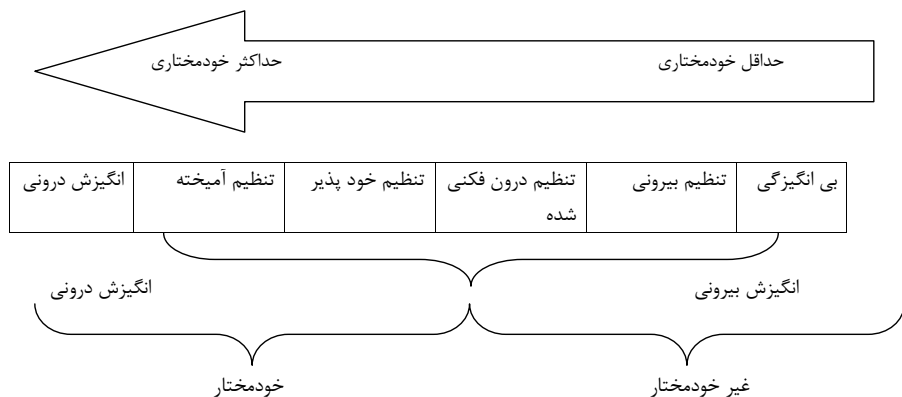 حداقل خودمختاری
حداکثر خودمختاری
بی انگیزگی
تنظیم بیرونی
تنظیم درون فکنی
شده
تنظیم خود پذیر
تنظیم آمیخته
انگیزش درونی
انگیزش بیرونی
انگیزش درونی
غیر خودمختار
خودمختار